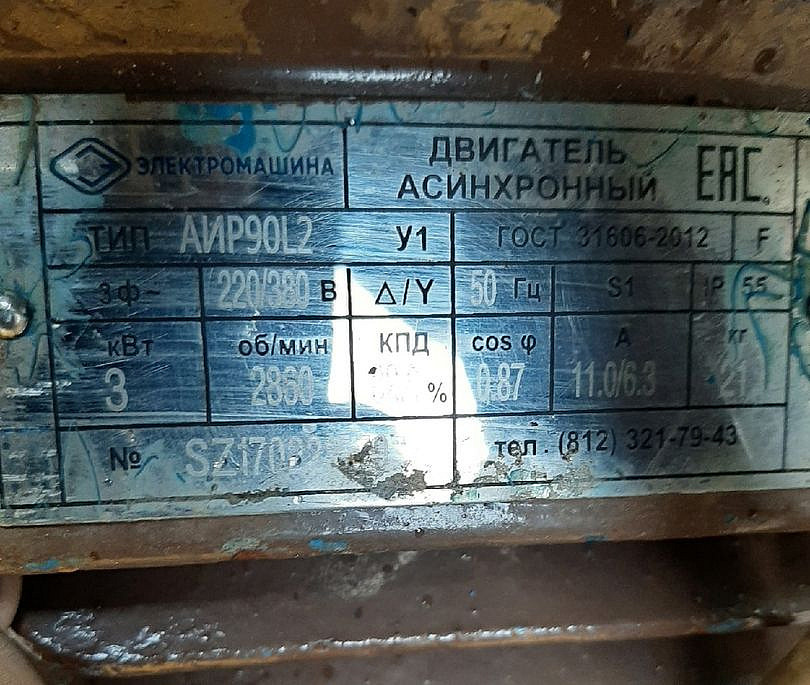 ЭЛЕКТРОМАШИНА
ДВИГАТЕЛЬ
АСИНХРОННЫЙ
ЕАС
ТИП АИР90L2 У1 ГОСТ 31606-2012 F
3ф~ 220/380 В Δ/Y 50 Гц S1 IP 55
кВт об/мин КПД cos φ А кг
3 2860 % 0.87 11.0/6.3 21
№ тел. (812) 321-79-43